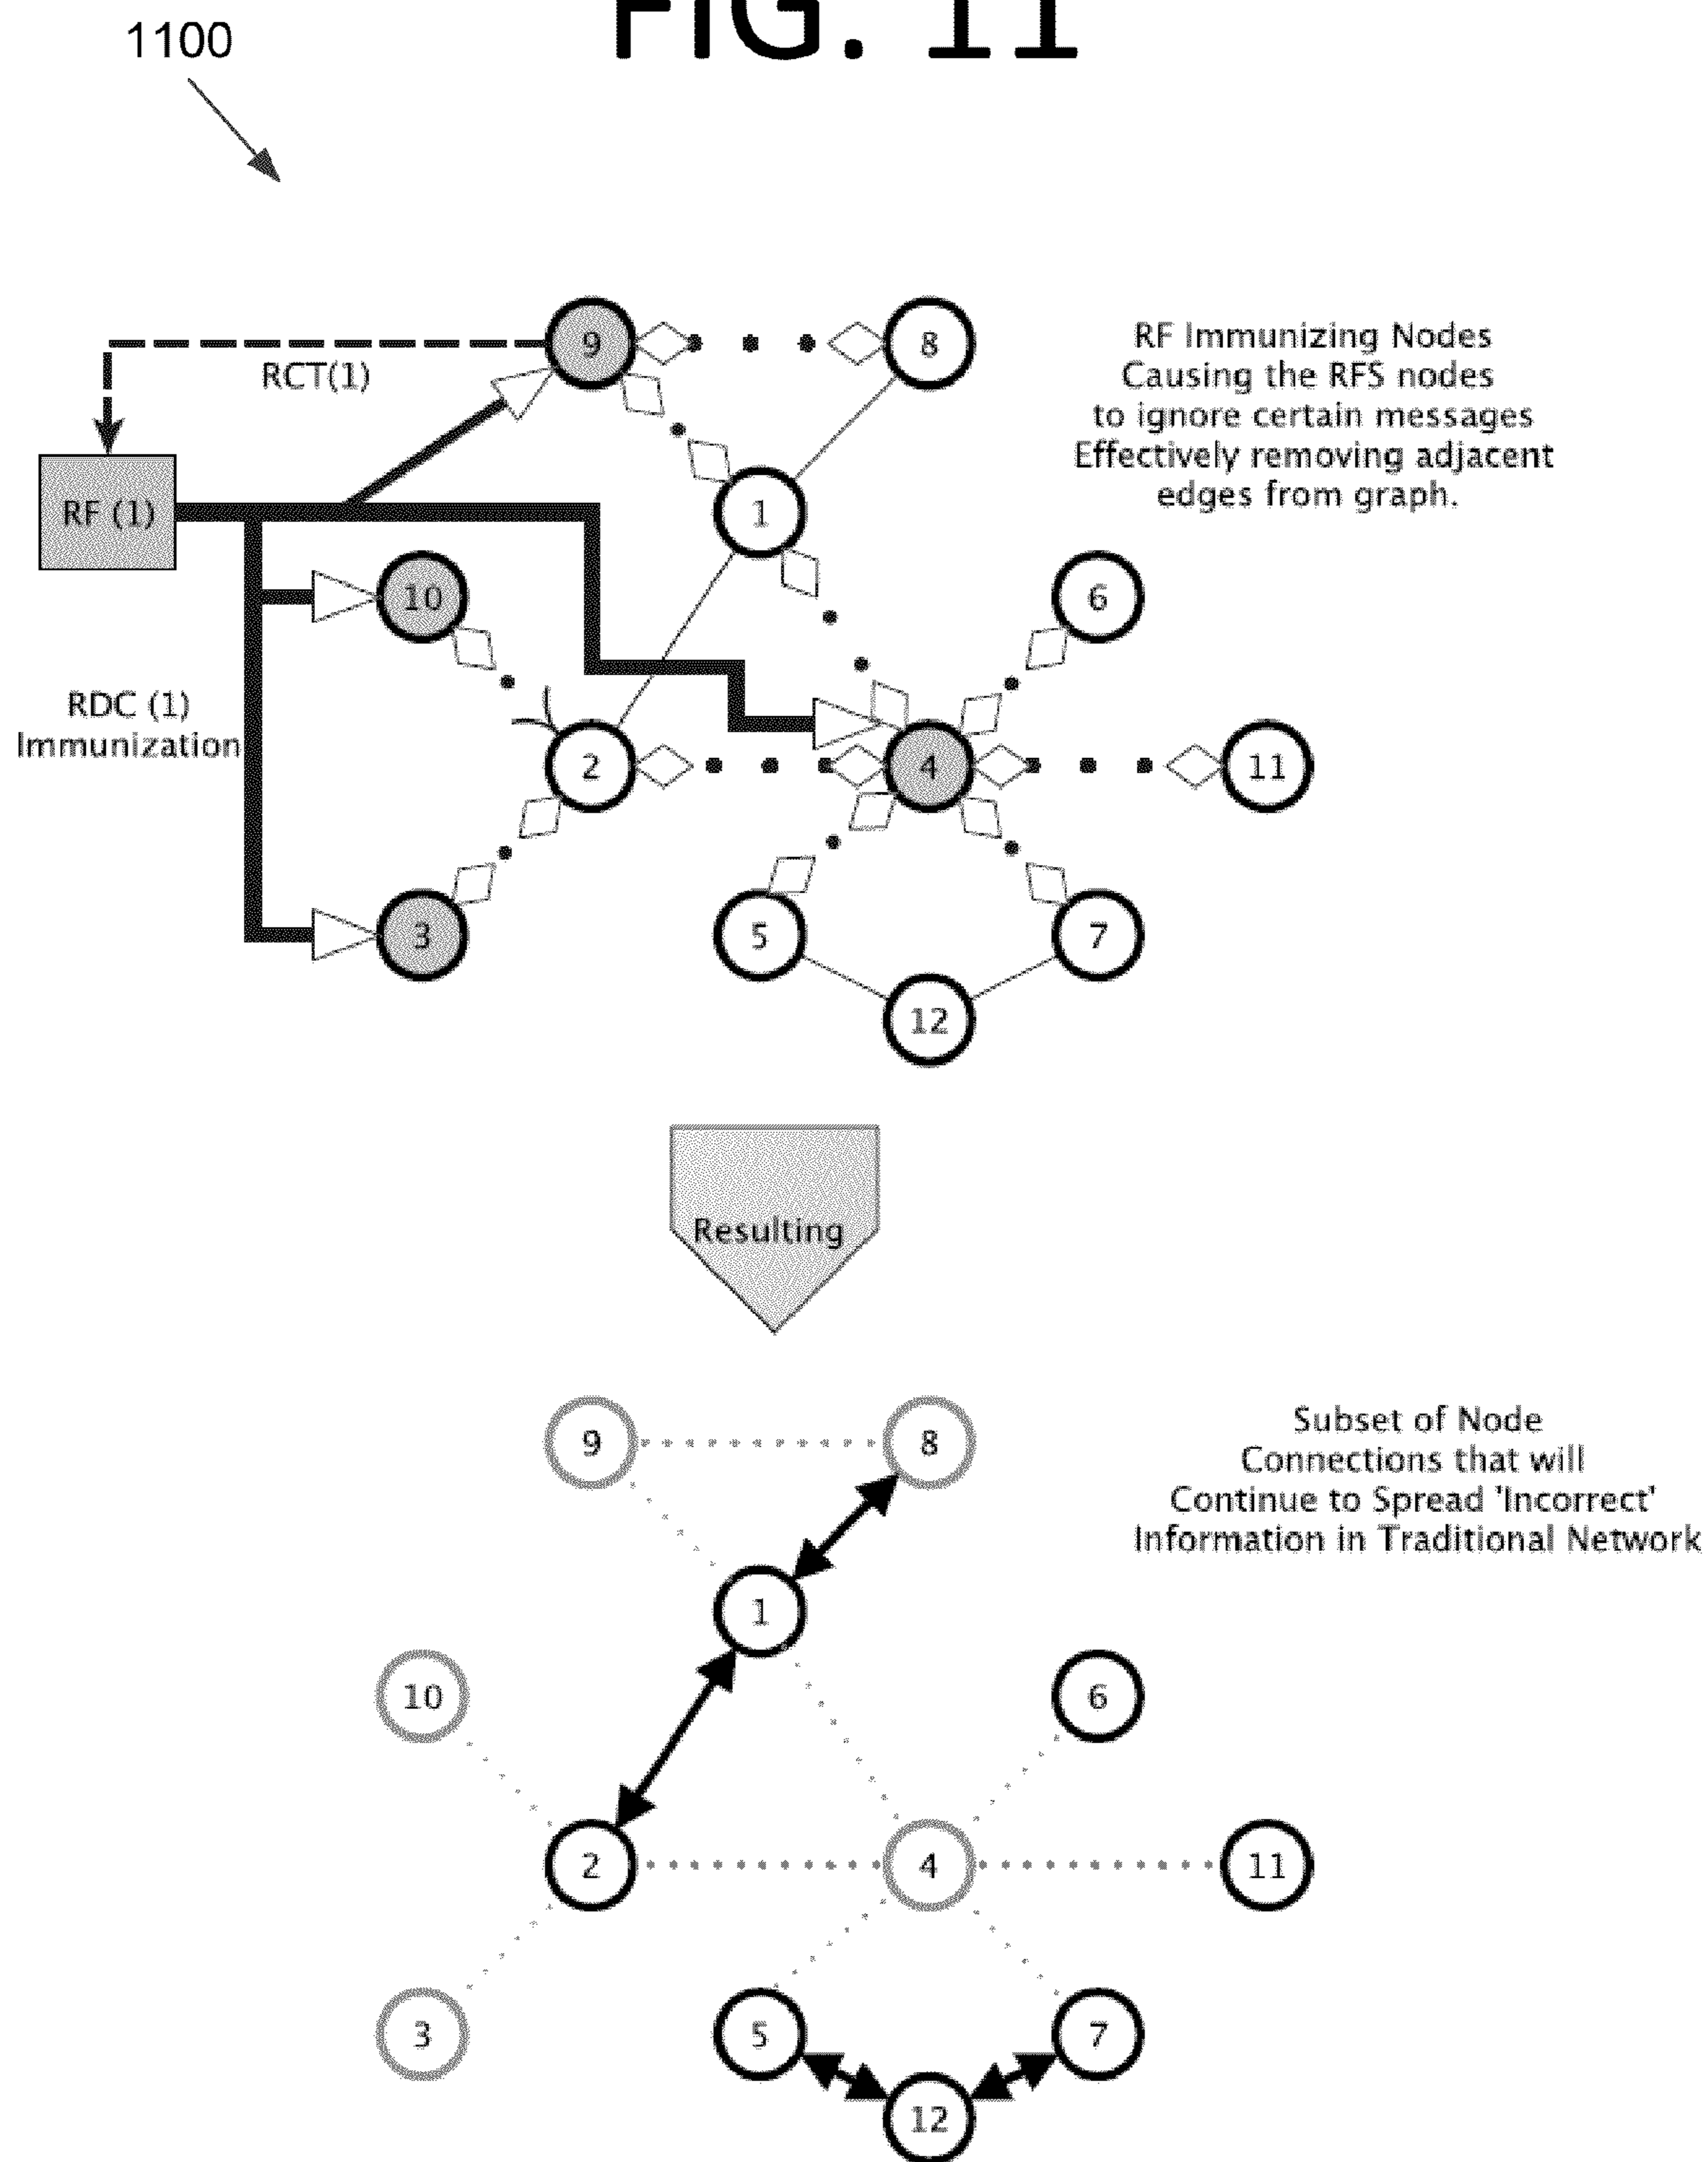 FIG. 11
1100
9
8
RCT(1)
RF Immunizing Nodes
Causing the RFS nodes
to ignore certain messages
Effectively removing adjacent
edges from graph.
RF (1)
1
10
6
RDC (1)
Immunization
2
4
11
3
5
7
12
Resulting
9
8
Subset of Node
Connections that will
Continue to Spread 'Incorrect'
Information in Traditional Network
1
10
6
2
4
11
3
5
7
12